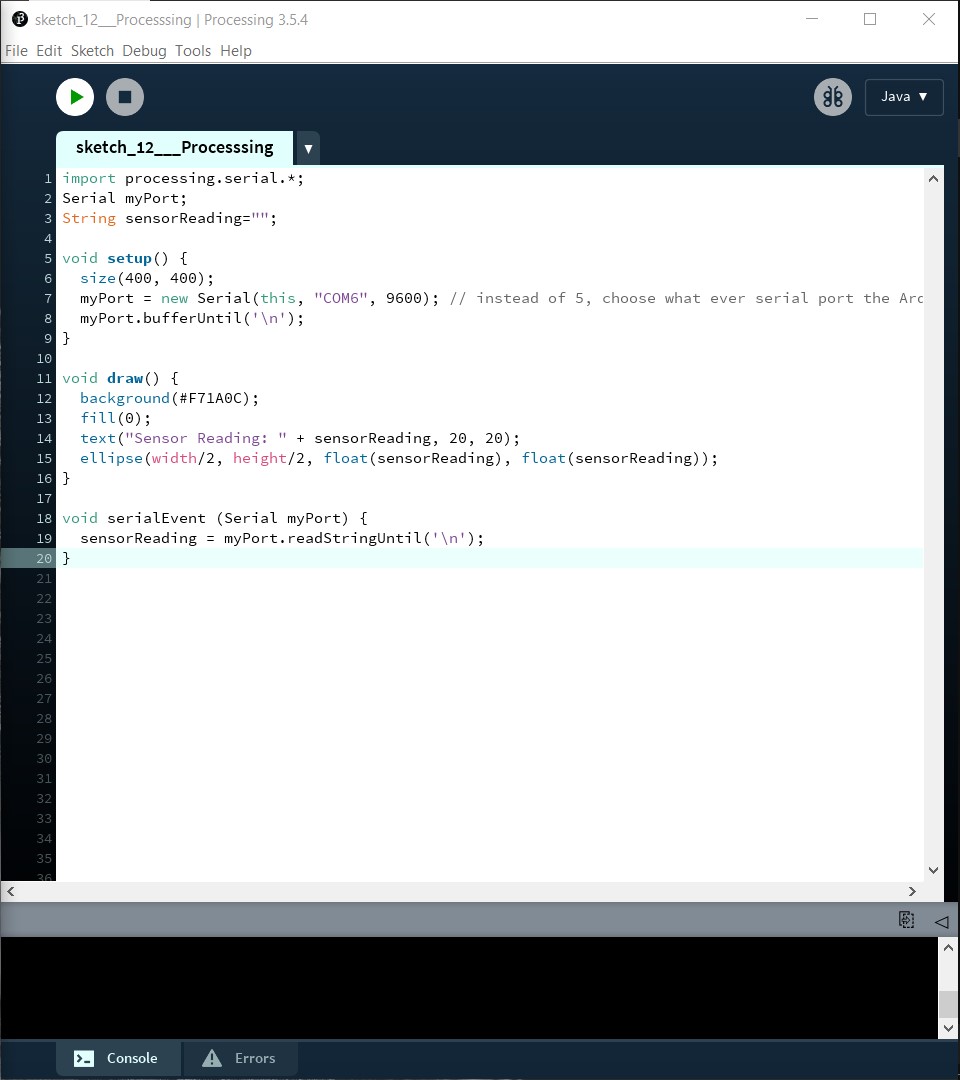 sketch_12___Processsing | Processing 3.5.4
File Edit Sketch Debug Tools Help
Java ▼
sketch_12___Processsing ▼
1 import processing.serial.*;
2 Serial myPort;
3 String sensorReading="";
4
5 void setup() {
6 size(400, 400);
7 myPort = new Serial(this, "COM6", 9600); // instead of 5, choose what ever serial port the Arc
8 myPort.bufferUntil('\n');
9 }
10
11 void draw() {
12 background(#F71A0C);
13 fill(0);
14 text("Sensor Reading: " + sensorReading, 20, 20);
15 ellipse(width/2, height/2, float(sensorReading), float(sensorReading));
16 }
17
18 void serialEvent (Serial myPort) {
19 sensorReading = myPort.readStringUntil('\n');
20 }
21
22
23
24
25
26
27
28
29
30
31
32
33
34
35
36
Console Errors